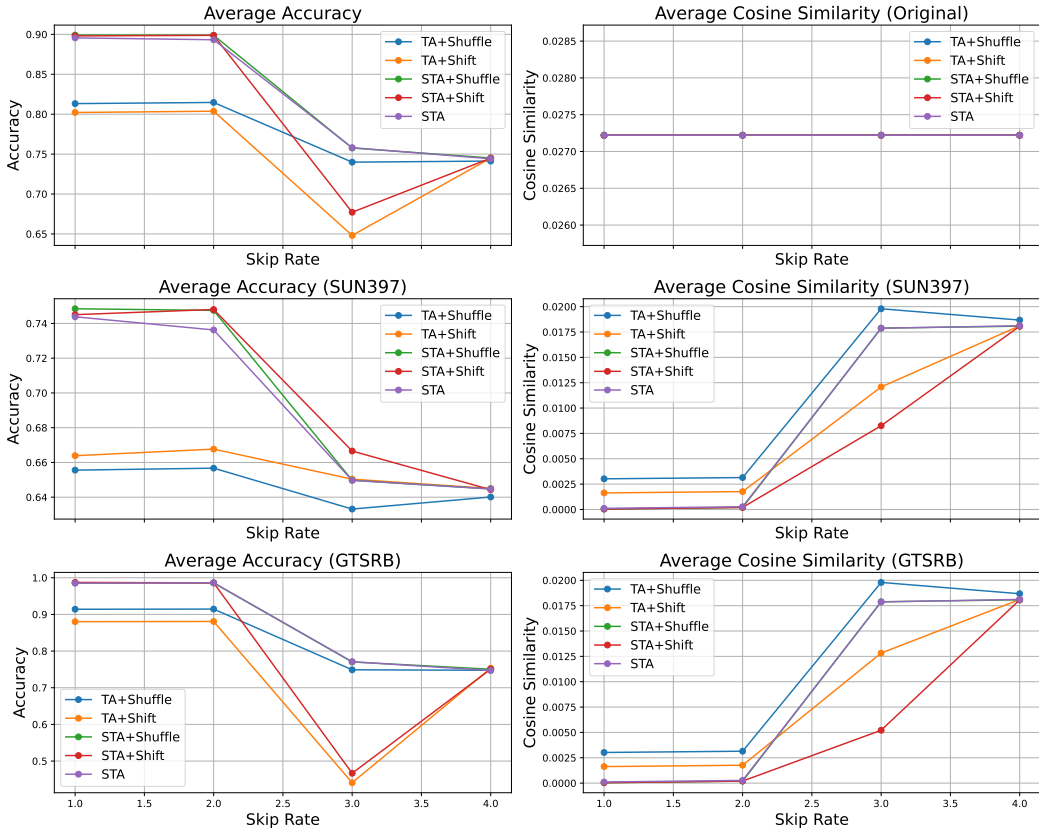 Average Accuracy
0.90
0.85
0.80
0.75
0.70
0.65
Accuracy
Skip Rate
TA+Shuffle
TA+Shift
STA+Shuffle
STA+Shift
STA
Average Cosine Similarity (Original)
0.0285
0.0280
0.0275
0.0270
0.0265
0.0260
Cosine Similarity
Skip Rate
TA+Shuffle
TA+Shift
STA+Shuffle
STA+Shift
STA
Average Accuracy (SUN397)
0.74
0.72
0.70
0.68
0.66
0.64
Accuracy
Skip Rate
TA+Shuffle
TA+Shift
STA+Shuffle
STA+Shift
STA
Average Cosine Similarity (SUN397)
0.0200
0.0175
0.0150
0.0125
0.0100
0.0075
0.0050
0.0025
0.0000
Cosine Similarity
Skip Rate
TA+Shuffle
TA+Shift
STA+Shuffle
STA+Shift
STA
Average Accuracy (GTSRB)
1.0
0.9
0.8
0.7
0.6
0.5
Accuracy
TA+Shuffle
TA+Shift
STA+Shuffle
STA+Shift
STA
1.0 1.5 2.0 2.5 3.0 3.5 4.0
Skip Rate
Average Cosine Similarity (GTSRB)
0.0200
0.0175
0.0150
0.0125
0.0100
0.0075
0.0050
0.0025
0.0000
Cosine Similarity
TA+Shuffle
TA+Shift
STA+Shuffle
STA+Shift
STA
1.0 1.5 2.0 2.5 3.0 3.5 4.0
Skip Rate